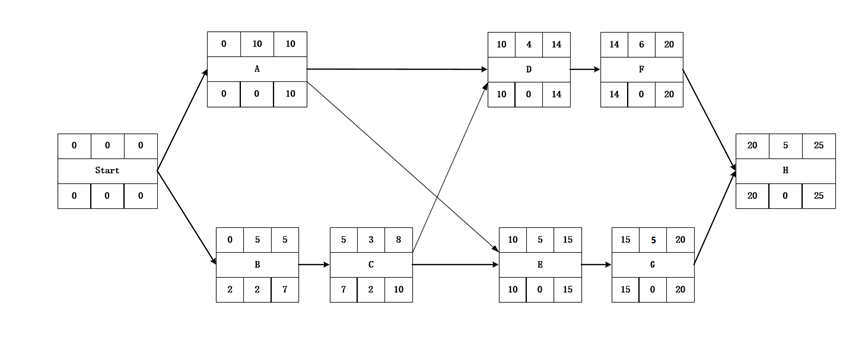 0 10 10
A
0 0 10
10 4 14
D
10 0 14
14 6 20
F
14 0 20
0 0 0
Start
0 0 0
20 5 25
H
20 0 25
0 5 5
B
2 2 7
5 3 8
C
7 2 10
10 5 15
E
10 0 15
15 5 20
G
15 0 20